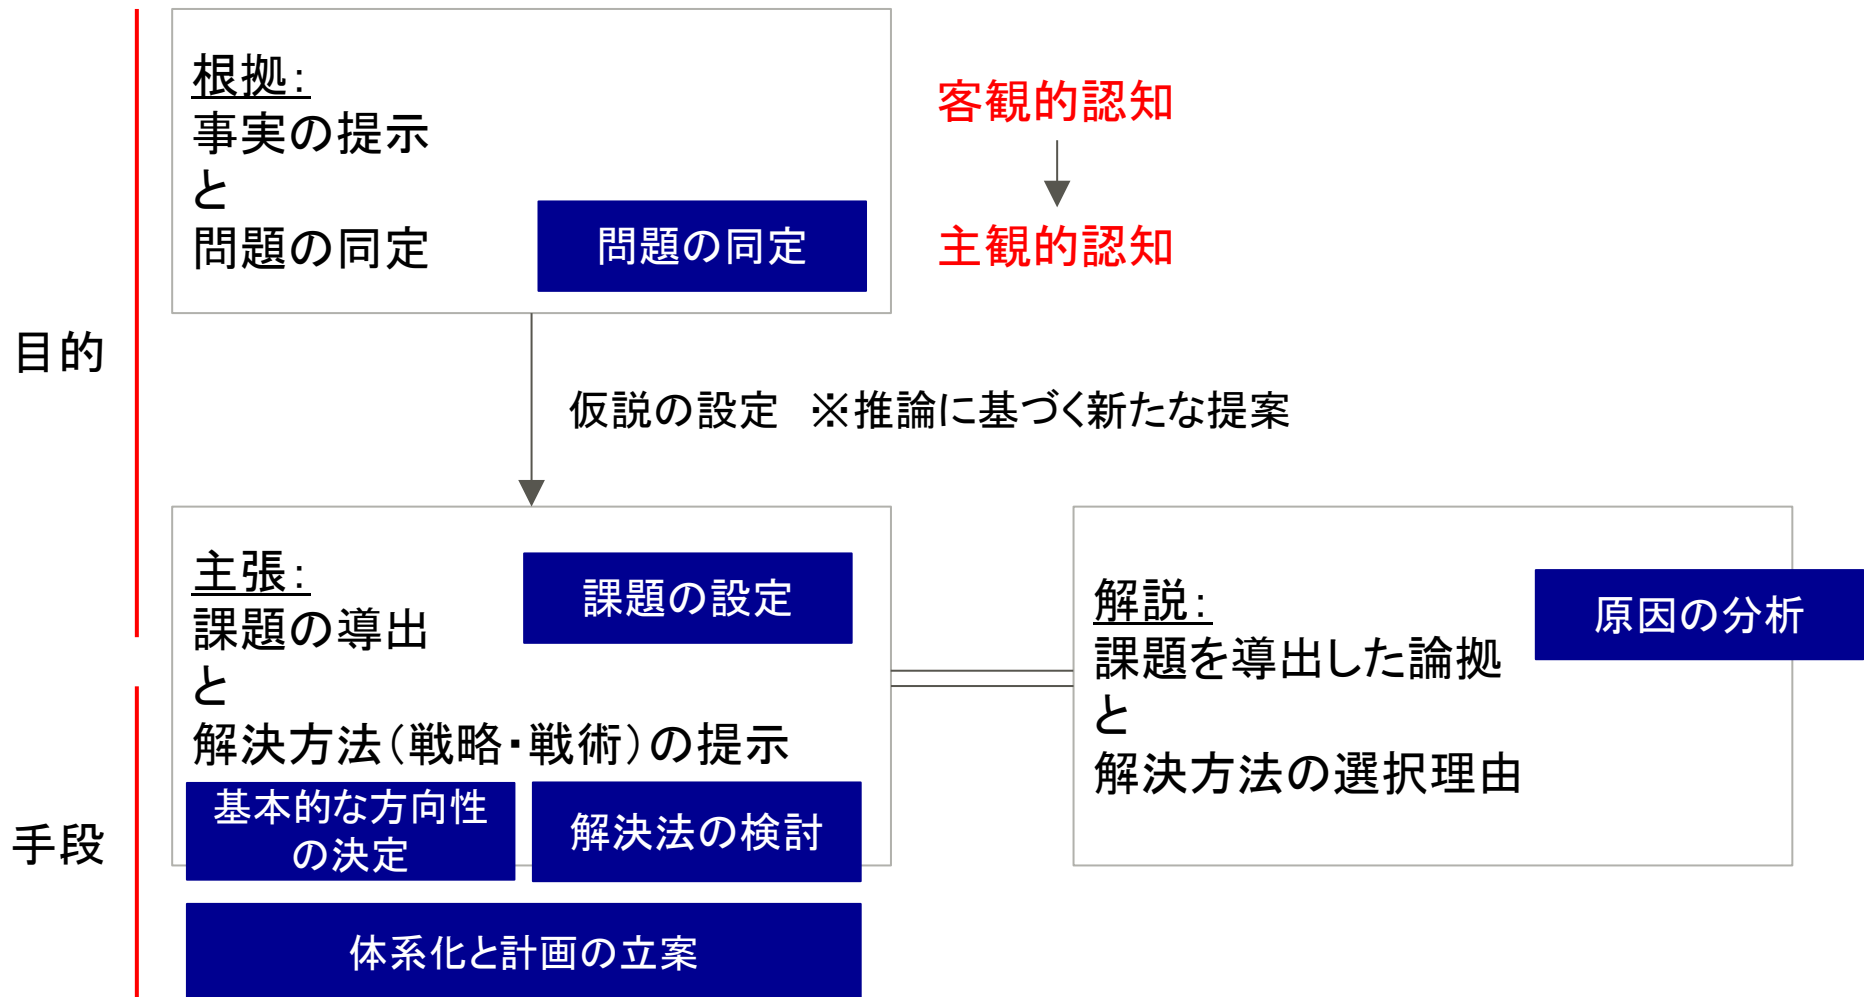 根拠：
事実の提示
と
問題の同定
問題の同定
客観的認知
主観的認知
目的
仮説の設定　※推論に基づく新たな提案
主張：
課題の導出
と
解決方法（戦略・戦術）の提示
課題の設定
基本的な方向性
の決定
解決法の検討
体系化と計画の立案
手段
解説：
課題を導出した論拠
と
解決方法の選択理由
原因の分析